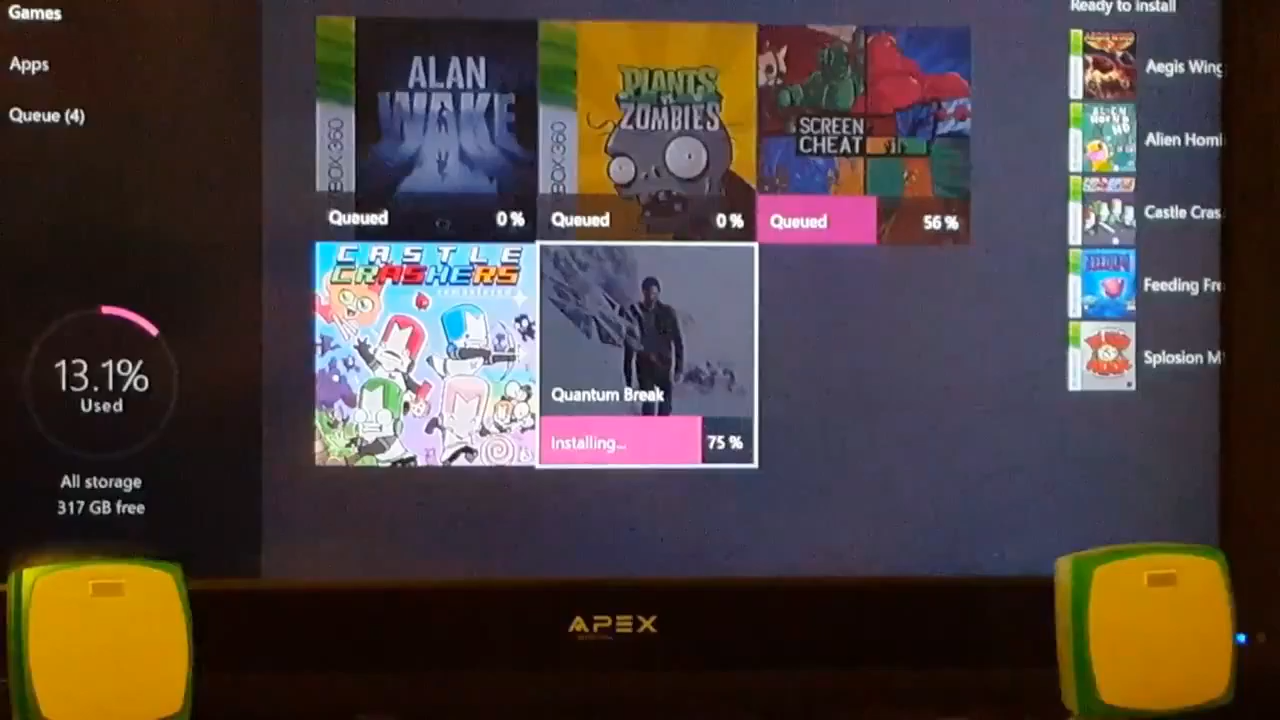 Games
Apps
Queue (4)
13.1%
Used
All storage
317 GB free
XBOX 360
ALAN
WAKE
Queued 0 %
XBOX 360
PLANTS
VS
ZOMBIES
Queued 0 %
SCREEN
CHEAT
Queued 56 %
CASTLE
CRASHERS
REMASTERED
Quantum Break
Installing... 75 %
Ready to install
Aegis Wing
Alien Homi
Castle Cras
Feeding Fre
Splosion M
APEX